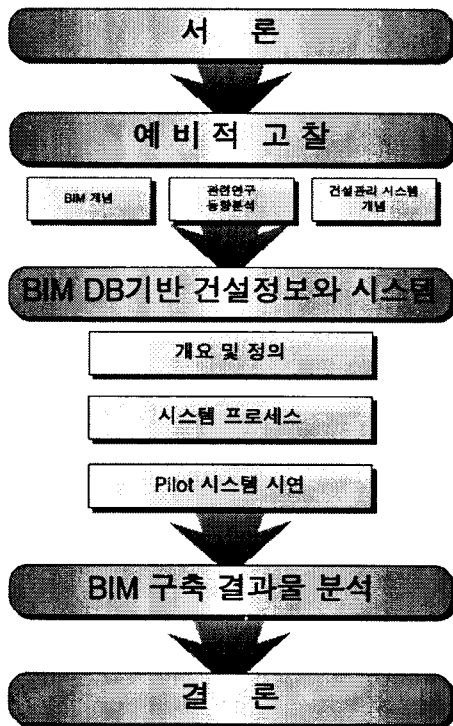 서 론
예 비 적 고 찰
BIM 개념
관련연구
동향분석
건설관리 시스템
개념
BIM DB기반 건설정보와 시스템
개요 및 정의
시스템 프로세스
Pilot 시스템 시연
BIM 구축 결과물 분석
결 론